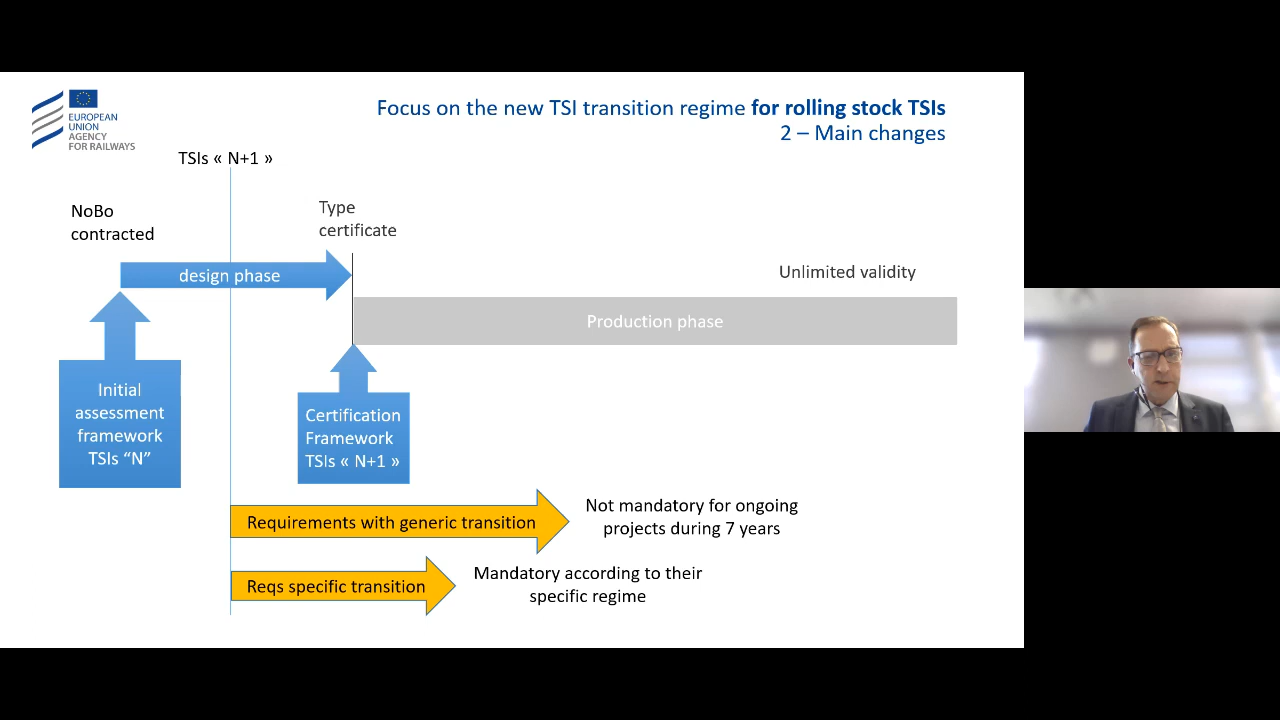 EUROPEAN
UNION
AGENCY
FOR RAILWAYS
Focus on the new TSI transition regime for rolling stock TSIs
2 – Main changes
TSIs « N+1 »
NoBo
contracted
Type
certificate
design phase
Unlimited validity
Production phase
Initial
assessment
framework
TSIs “N”
Certification
Framework
TSIs « N+1 »
Requirements with generic transition
Not mandatory for ongoing
projects during 7 years
Reqs specific transition
Mandatory according to their
specific regime